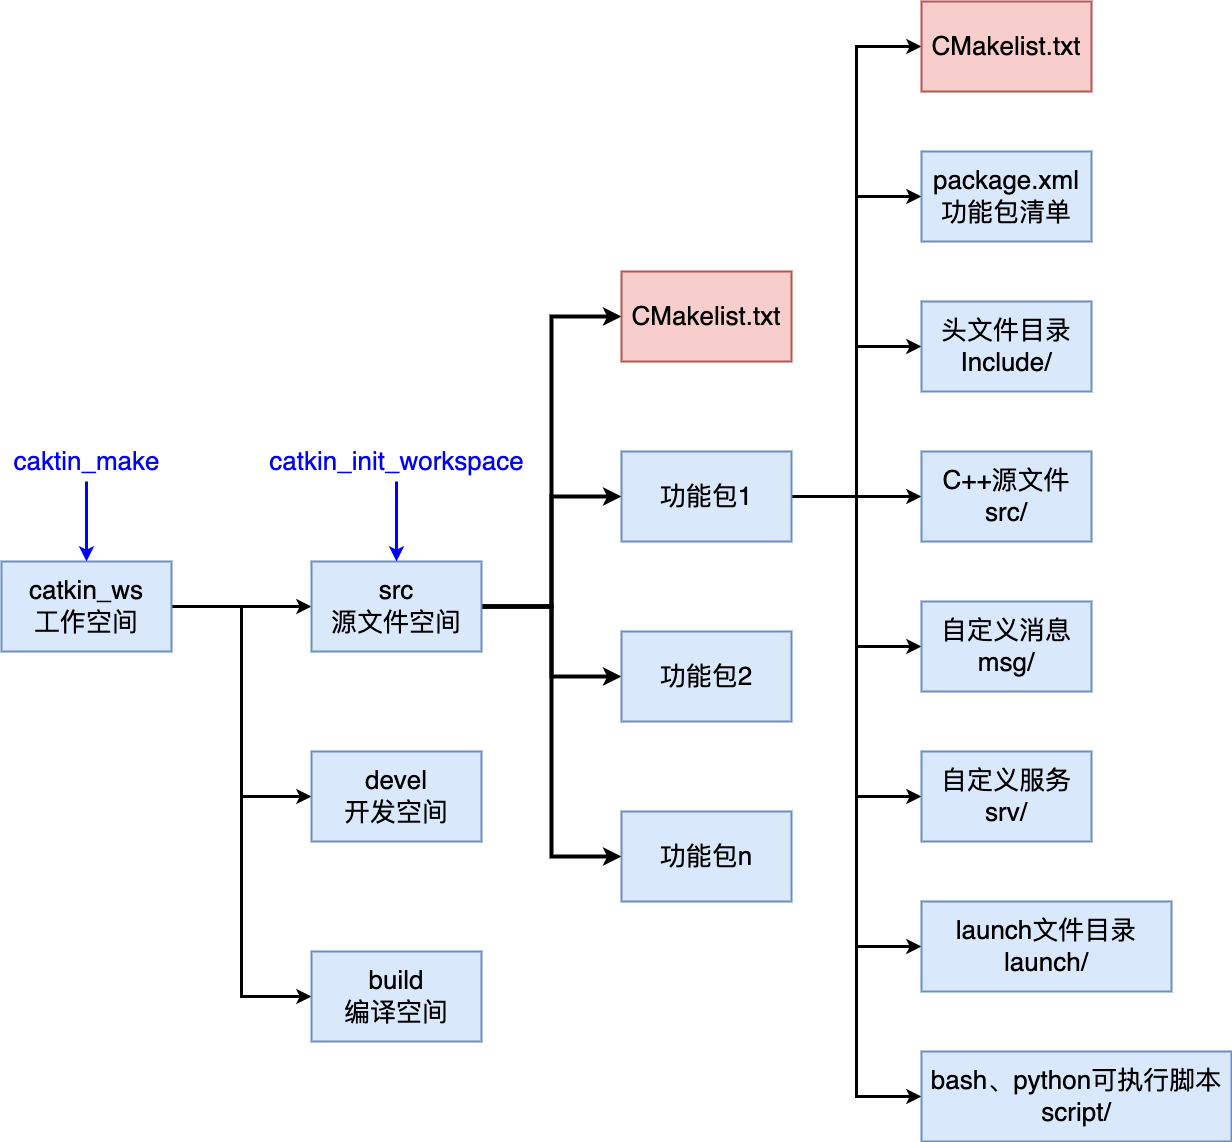 caktin_make
catkin_ws
工作空间
catkin_init_workspace
src
源文件空间
devel
开发空间
build
编译空间
CMakelist.txt
功能包1
功能包2
功能包n
CMakelist.txt
package.xml
功能包清单
头文件目录
Include/
C++源文件
src/
自定义消息
msg/
自定义服务
srv/
launch文件目录
launch/
bash、python可执行脚本
script/